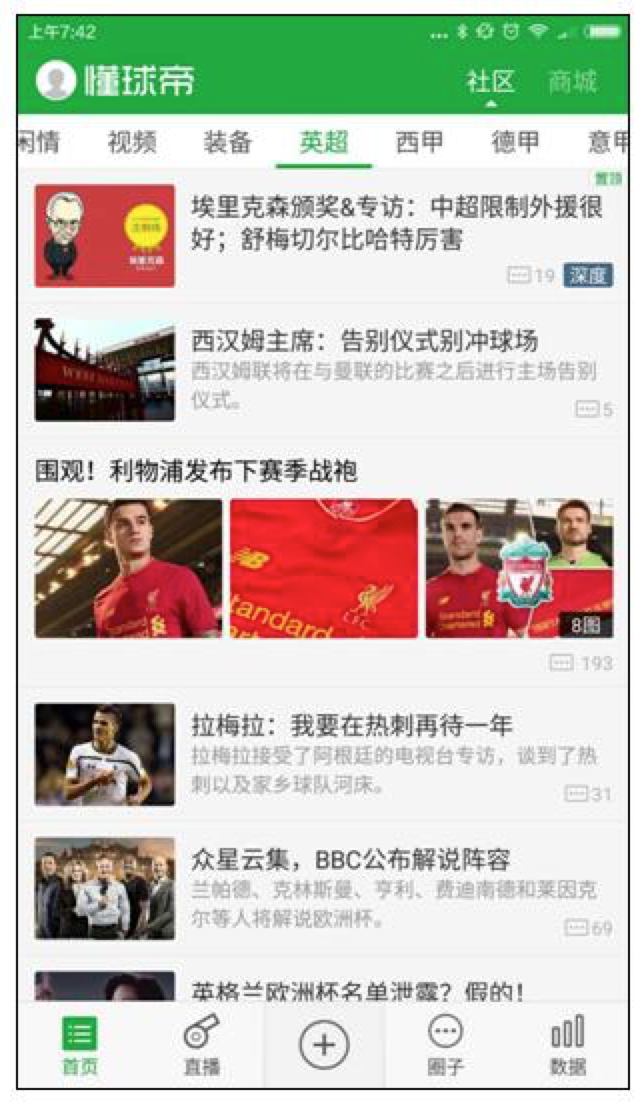 上午7:42
懂球帝
社区 商城
闲情 视频 装备 英超 西甲 德甲 意甲
置顶
埃里克森颁奖&专访：中超限制外援很
好；舒梅切尔比哈特厉害
19 深度
西汉姆主席：告别仪式别冲球场
西汉姆联将在与曼联的比赛之后进行主场告别
仪式。
5
围观！利物浦发布下赛季战袍
Standard
Chartered
NB
tandard
L.F.C.
Standard
Chartered
8图
193
拉梅拉：我要在热刺再待一年
拉梅拉接受了阿根廷的电视台专访，谈到了热
刺以及家乡球队河床。
31
众星云集，BBC公布解说阵容
兰帕德、克林斯曼、亨利、费迪南德和莱因克
尔等人将解说欧洲杯。
69
英格兰欧洲杯名单泄露？假的！
首页 直播 圈子 数据